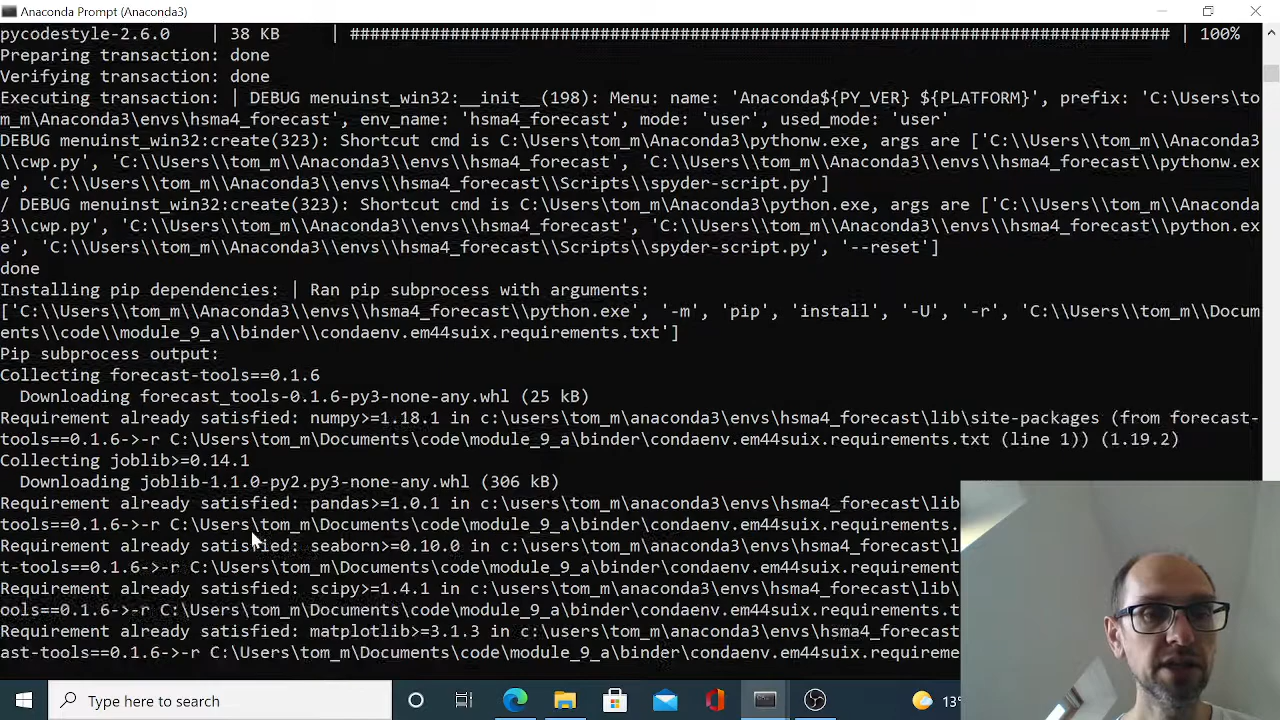 Anaconda Prompt (Anaconda3)
pycodestyle-2.6.0    | 38 KB     | ################################################################################## | 100%
Preparing transaction: done
Verifying transaction: done
Executing transaction: | DEBUG menuinst_win32:__init__(198): Menu: name: 'Anaconda${PY_VER} ${PLATFORM}', prefix: 'C:\Users\to
m_m\Anaconda3\envs\hsma4_forecast', env_name: 'hsma4_forecast', mode: 'user', used_mode: 'user'
DEBUG menuinst_win32:create(323): Shortcut cmd is C:\Users\tom_m\Anaconda3\pythonw.exe, args are ['C:\\Users\\tom_m\\Anaconda3
\\cwp.py', 'C:\\Users\\tom_m\\Anaconda3\\envs\\hsma4_forecast', 'C:\\Users\\tom_m\\Anaconda3\\envs\\hsma4_forecast\\pythonw.ex
e', 'C:\\Users\\tom_m\\Anaconda3\\envs\\hsma4_forecast\\Scripts\\spyder-script.py']
/ DEBUG menuinst_win32:create(323): Shortcut cmd is C:\Users\tom_m\Anaconda3\python.exe, args are ['C:\\Users\\tom_m\\Anaconda
3\\cwp.py', 'C:\\Users\\tom_m\\Anaconda3\\envs\\hsma4_forecast', 'C:\\Users\\tom_m\\Anaconda3\\envs\\hsma4_forecast\\python.ex
e', 'C:\\Users\\tom_m\\Anaconda3\\envs\\hsma4_forecast\\Scripts\\spyder-script.py', '--reset']
done
Installing pip dependencies: | Ran pip subprocess with arguments:
['C:\\Users\\tom_m\\Anaconda3\\envs\\hsma4_forecast\\python.exe', '-m', 'pip', 'install', '-U', '-r', 'C:\\Users\\tom_m\\Docum
ents\\code\\module_9_a\\binder\\condaenv.em44suix.requirements.txt']
Pip subprocess output:
Collecting forecast-tools==0.1.6
  Downloading forecast_tools-0.1.6-py3-none-any.whl (25 kB)
Requirement already satisfied: numpy>=1.18.1 in c:\users\tom_m\anaconda3\envs\hsma4_forecast\lib\site-packages (from forecast-
tools==0.1.6->-r C:\Users\tom_m\Documents\code\module_9_a\binder\condaenv.em44suix.requirements.txt (line 1)) (1.19.2)
Collecting joblib>=0.14.1
  Downloading joblib-1.1.0-py2.py3-none-any.whl (306 kB)
Requirement already satisfied: pandas>=1.0.1 in c:\users\tom_m\anaconda3\envs\hsma4_forecast\lib
tools==0.1.6->-r C:\Users\tom_m\Documents\code\module_9_a\binder\condaenv.em44suix.requirements.
Requirement already satisfied: seaborn>=0.10.0 in c:\users\tom_m\anaconda3\envs\hsma4_forecast\l
t-tools==0.1.6->-r C:\Users\tom_m\Documents\code\module_9_a\binder\condaenv.em44suix.requirement
Requirement already satisfied: scipy>=1.4.1 in c:\users\tom_m\anaconda3\envs\hsma4_forecast\lib\
ools==0.1.6->-r C:\Users\tom_m\Documents\code\module_9_a\binder\condaenv.em44suix.requirements.t
Requirement already satisfied: matplotlib>=3.1.3 in c:\users\tom_m\anaconda3\envs\hsma4_forecast
ast-tools==0.1.6->-r C:\Users\tom_m\Documents\code\module_9_a\binder\condaenv.em44suix.requireme
Type here to search
13°